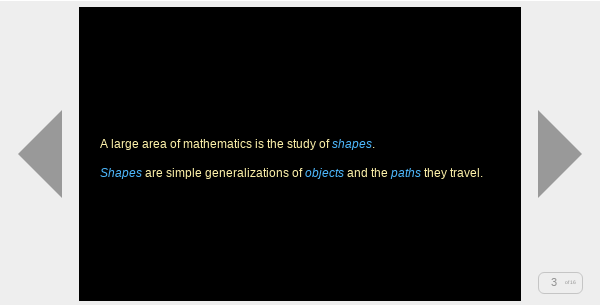 A large area of mathematics is the study of shapes.
Shapes are simple generalizations of objects and the paths they travel.
3 of 16